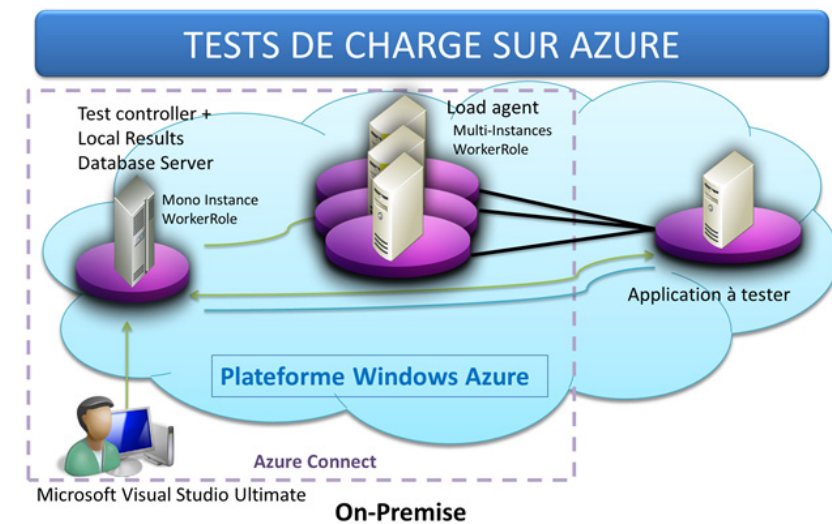 TESTS DE CHARGE SUR AZURE
Test controller +
Local Results
Database Server
Mono Instance
WorkerRole
Load agent
Multi-Instances
WorkerRole
Application à tester
Plateforme Windows Azure
Azure Connect
Microsoft Visual Studio Ultimate
On-Premise